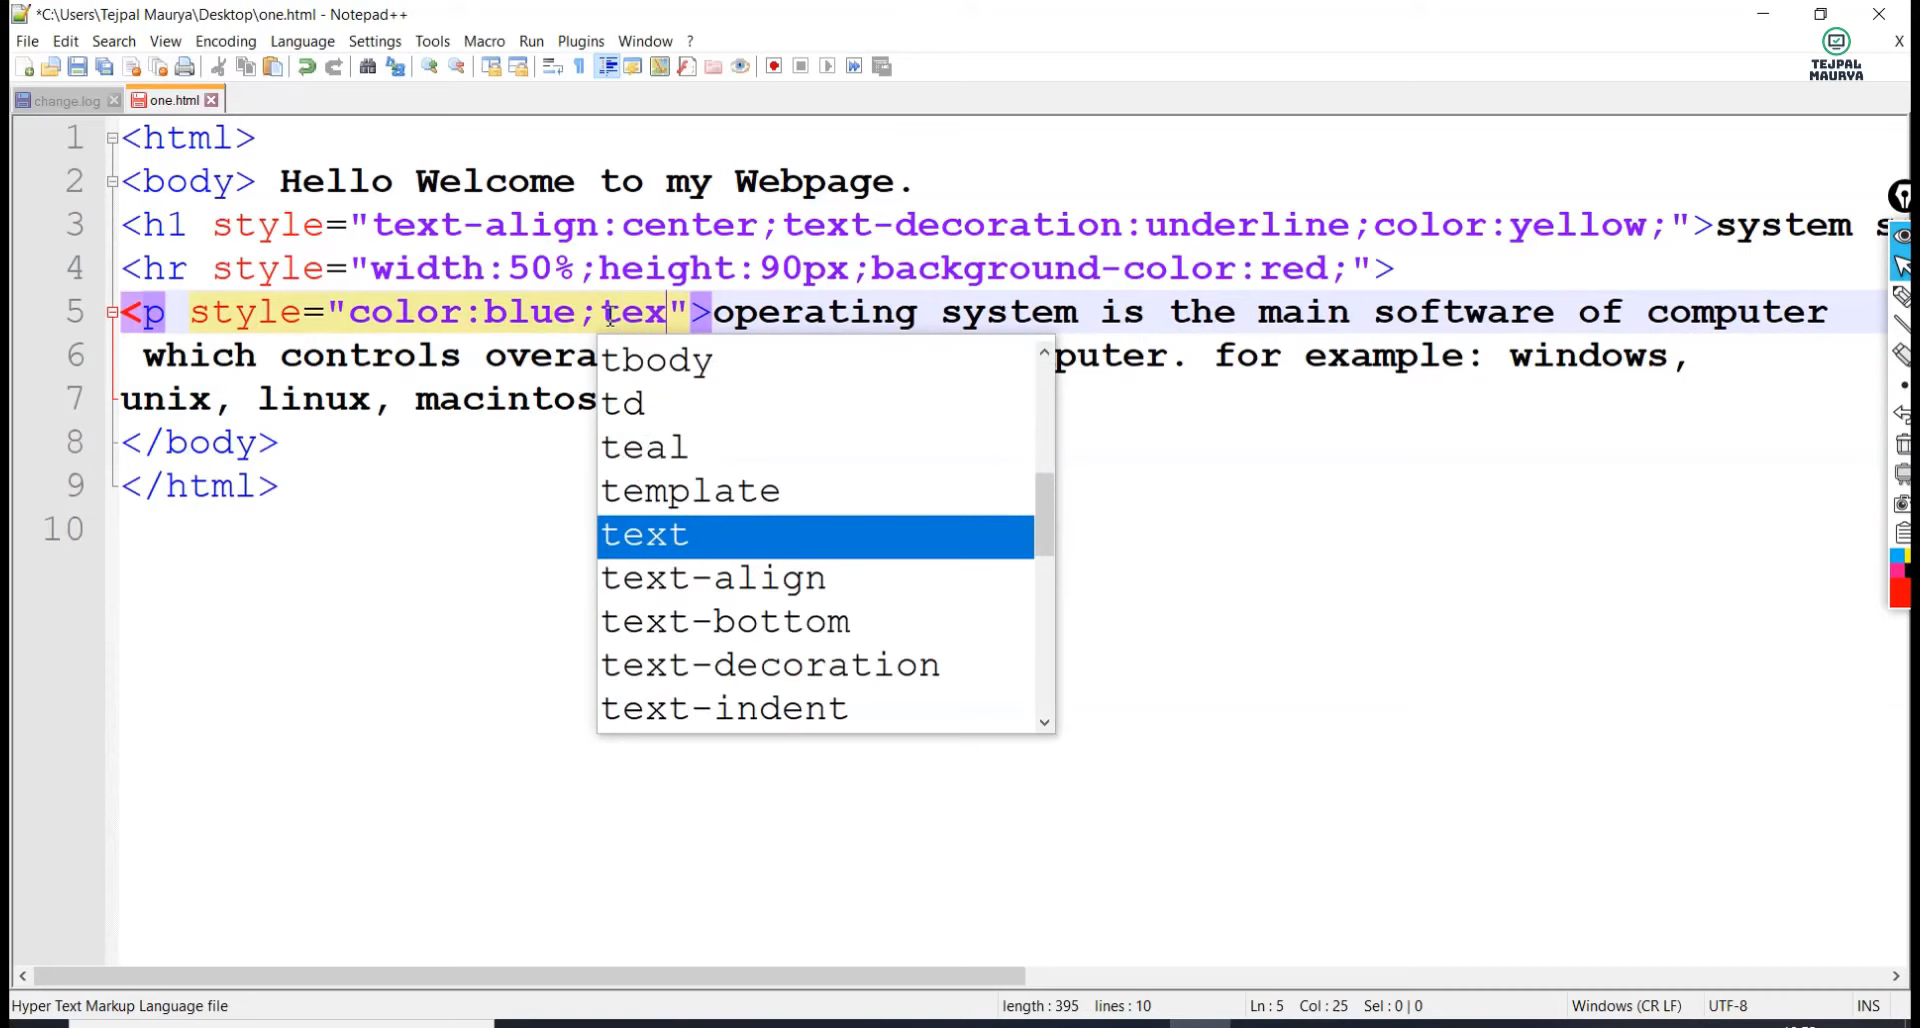 *C:\Users\Tejpal Maurya\Desktop\one.html - Notepad++
File Edit Search View Encoding Language Settings Tools Macro Run Plugins Window ? X
TEJPAL
MAURYA
change.log one.html
1 <html>
2 <body> Hello Welcome to my Webpage.
3 <h1 style="text-align:center;text-decoration:underline;color:yellow;">system s
4 <hr style="width:50%;height:90px;background-color:red;">
5 <p style="color:blue;tex">operating system is the main software of computer
6 which controls overa puter. for example: windows,
7 unix, linux, macintos
8 </body>
9 </html>
10
tbody
td
teal
template
text
text-align
text-bottom
text-decoration
text-indent
Hyper Text Markup Language file length : 395 lines : 10 Ln : 5 Col : 25 Sel : 0 | 0 Windows (CR LF) UTF-8 INS